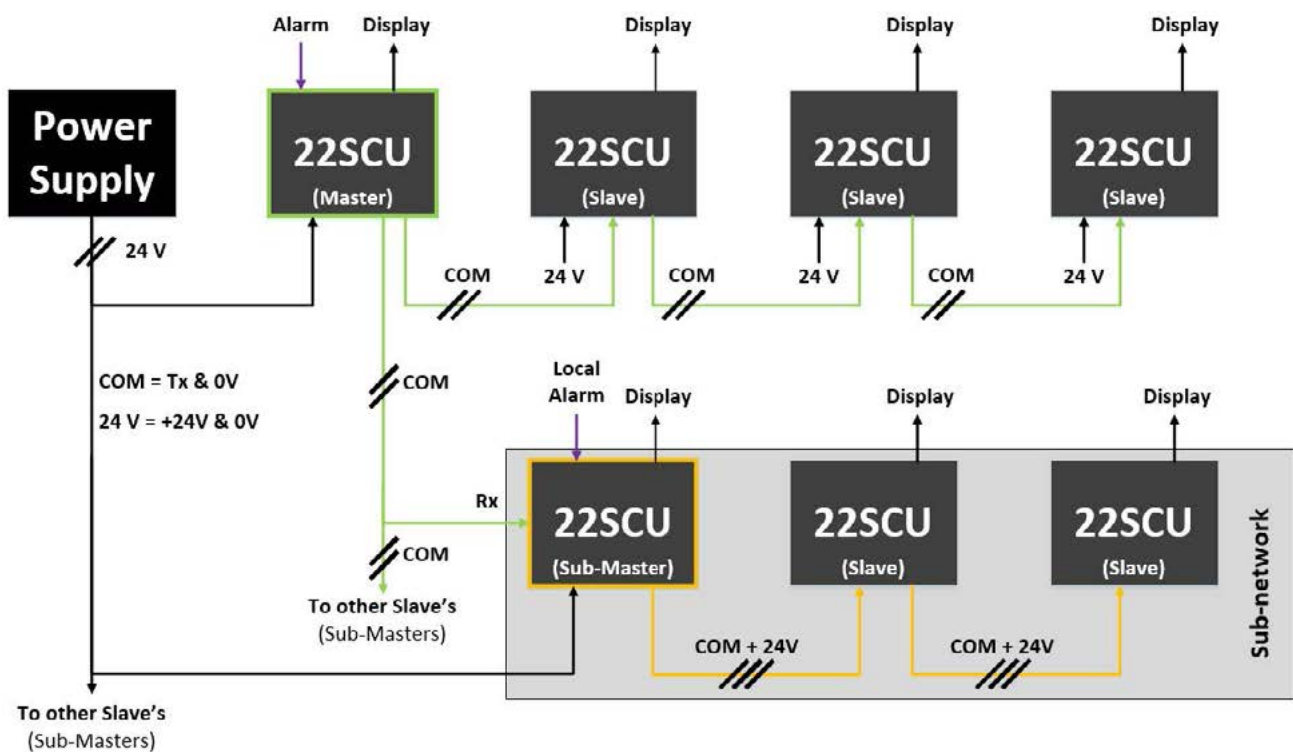 Alarm
Display
Display
Display
Display
Power
Supply
22SCU
(Master)
22SCU
(Slave)
22SCU
(Slave)
22SCU
(Slave)
24 V
COM
24 V
COM
24 V
COM
24 V
COM = Tx & 0V
24 V = +24V & 0V
COM
Local
Alarm
Display
Display
Display
Rx
22SCU
(Sub-Master)
22SCU
(Slave)
22SCU
(Slave)
Sub-network
COM
To other Slave's
(Sub-Masters)
COM + 24V
COM + 24V
To other Slave's
(Sub-Masters)